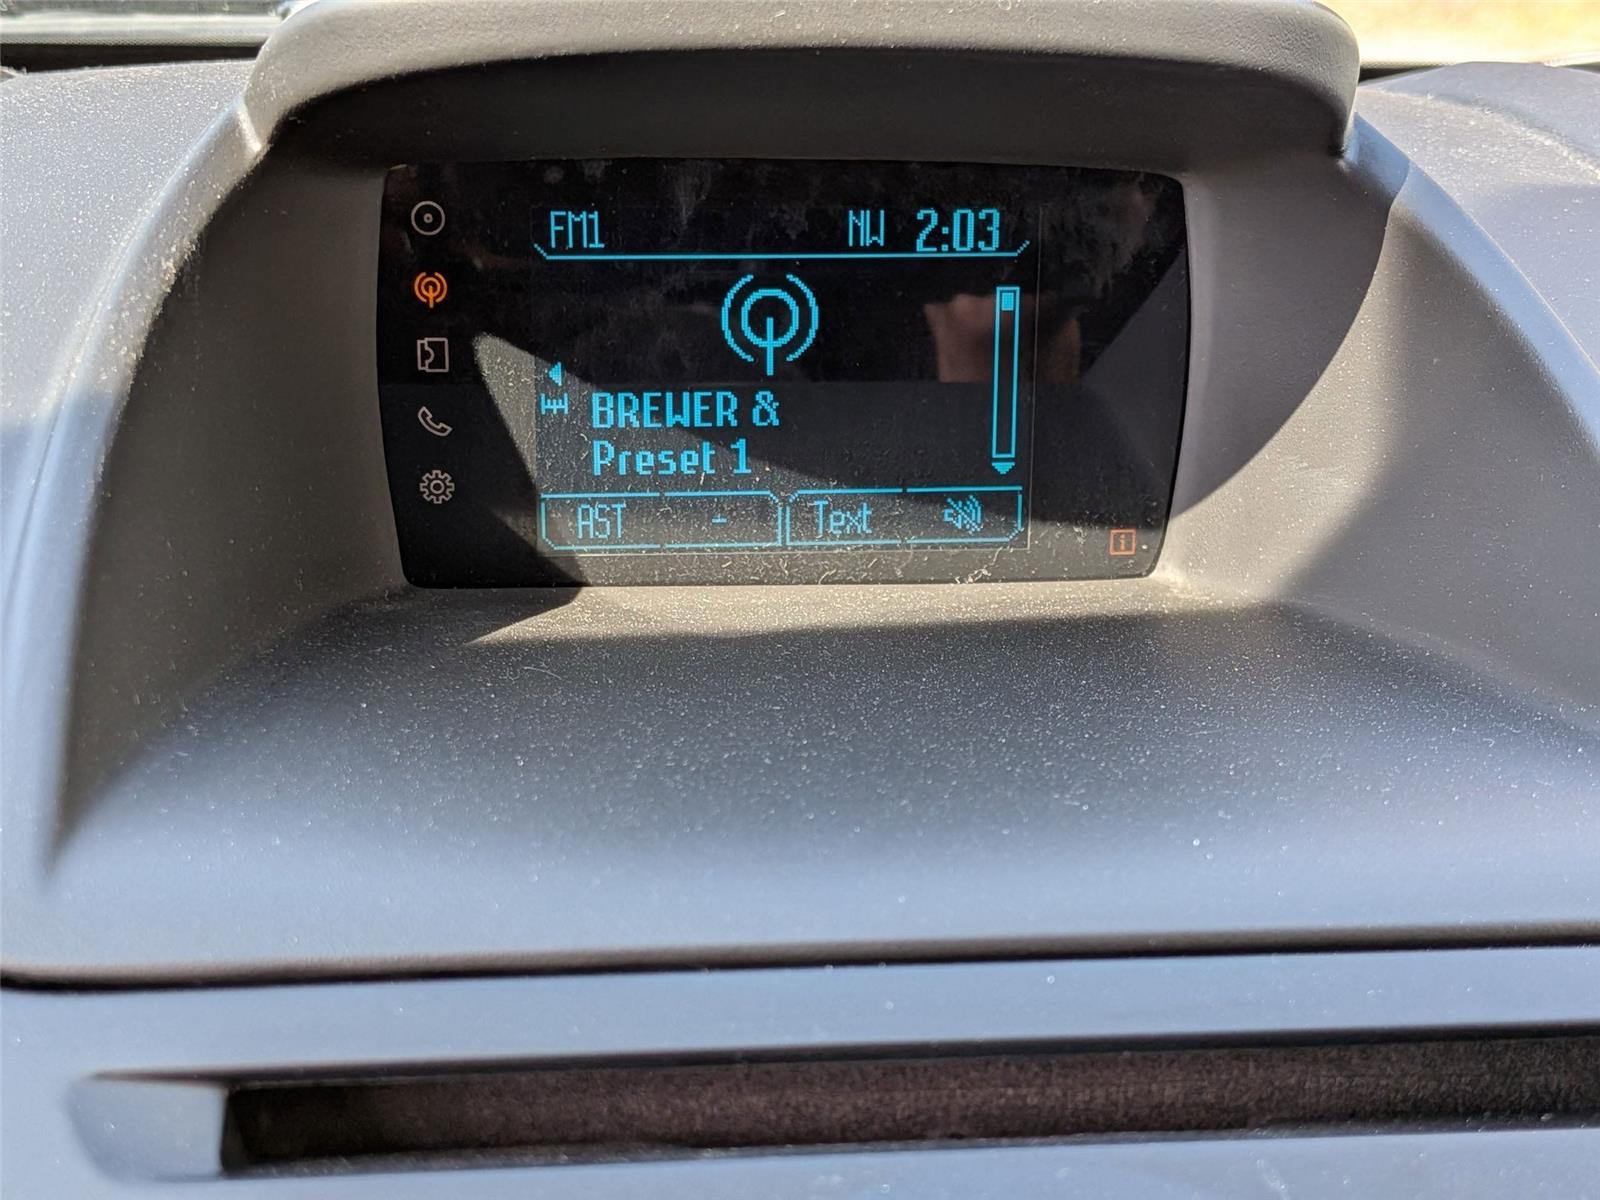 FM1 NW 2:03
BREWER &
Preset 1
AST - Text
i